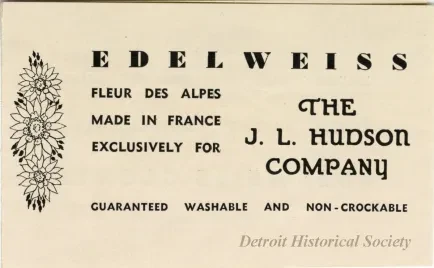 EDELWEISS
FLEUR DES ALPES
MADE IN FRANCE
EXCLUSIVELY FOR
THE
J. L. HUDSON
COMPANY
GUARANTEED WASHABLE AND NON-CROCKABLE
Detroit Historical Society